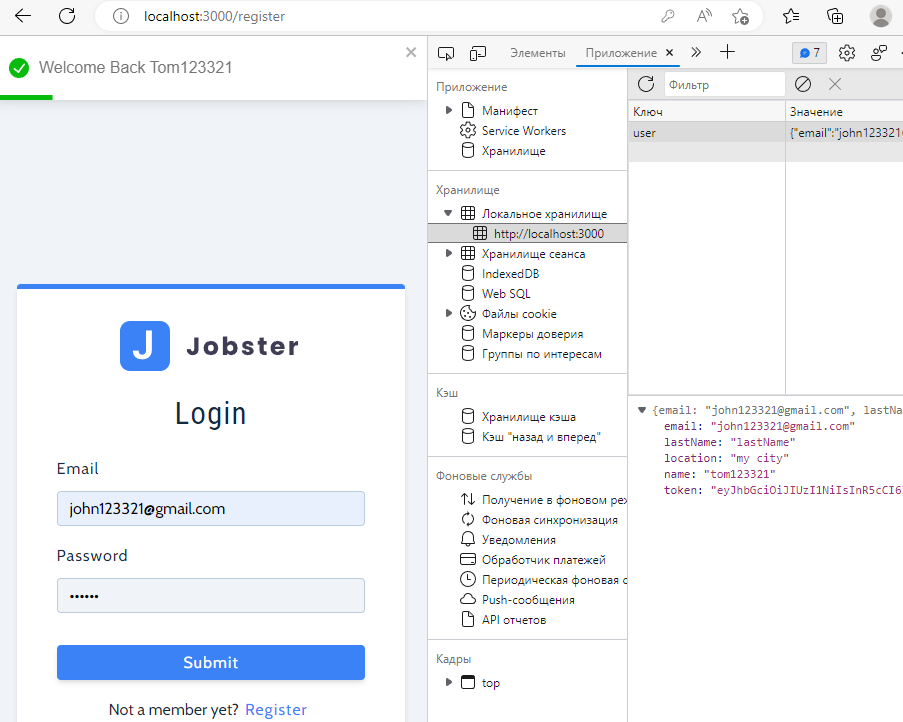 localhost:3000/register
Welcome Back Tom123321
J Jobster
Login
Email
john123321@gmail.com
Password
••••••
Submit
Not a member yet? Register
Элементы Приложение 7
Приложение
Манифест
Service Workers
Хранилище
Хранилище
Локальное хранилище
http://localhost:3000
Хранилище сеанса
IndexedDB
Web SQL
Файлы cookie
Маркеры доверия
Группы по интересам
Кэш
Хранилище кэша
Кэш "назад и вперед"
Фоновые службы
Получение в фоновом реж
Фоновая синхронизация
Уведомления
Обработчик платежей
Периодическая фоновая с
Push-сообщения
API отчетов
Кадры
top
Фильтр
Ключ Значение
user {"email":"john123321@
{email: "john123321@gmail.com", lastNa
email: "john123321@gmail.com"
lastName: "lastName"
location: "my city"
name: "tom123321"
token: "eyJhbGciOiJIUzI1NiIsInR5cCI6